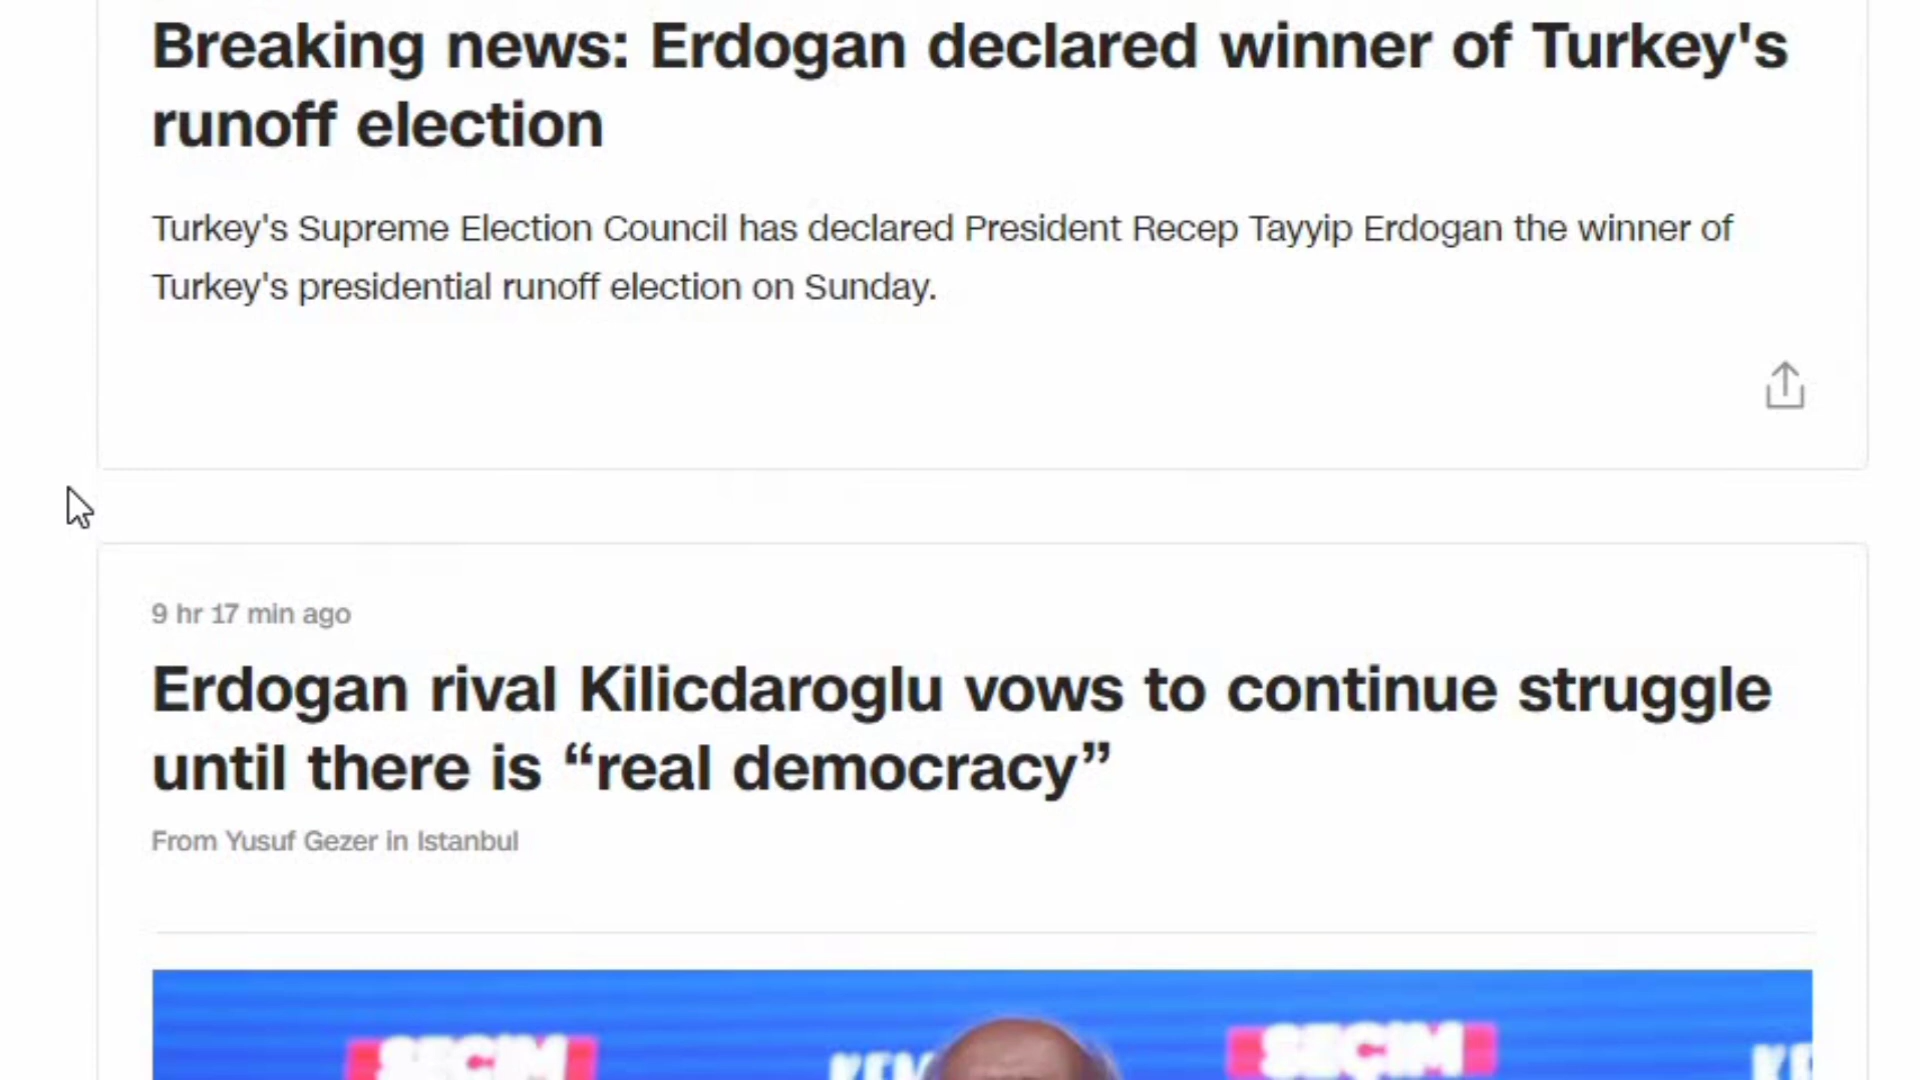 Breaking news: Erdogan declared winner of Turkey's
runoff election
Turkey's Supreme Election Council has declared President Recep Tayyip Erdogan the winner of
Turkey's presidential runoff election on Sunday.
9 hr 17 min ago
Erdogan rival Kilicdaroglu vows to continue struggle
until there is “real democracy”
From Yusuf Gezer in Istanbul
SEÇİM
SEÇİM